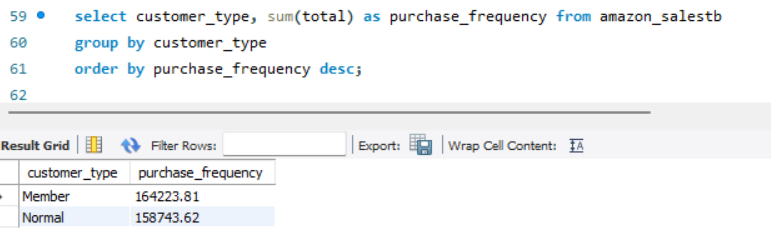 59 select customer_type, sum(total) as purchase_frequency from amazon_salestb
60 group by customer_type
61 order by purchase_frequency desc;
62
Result Grid Filter Rows: Export: Wrap Cell Content: IA
customer_type purchase_frequency
Member 164223.81
Normal 158743.62